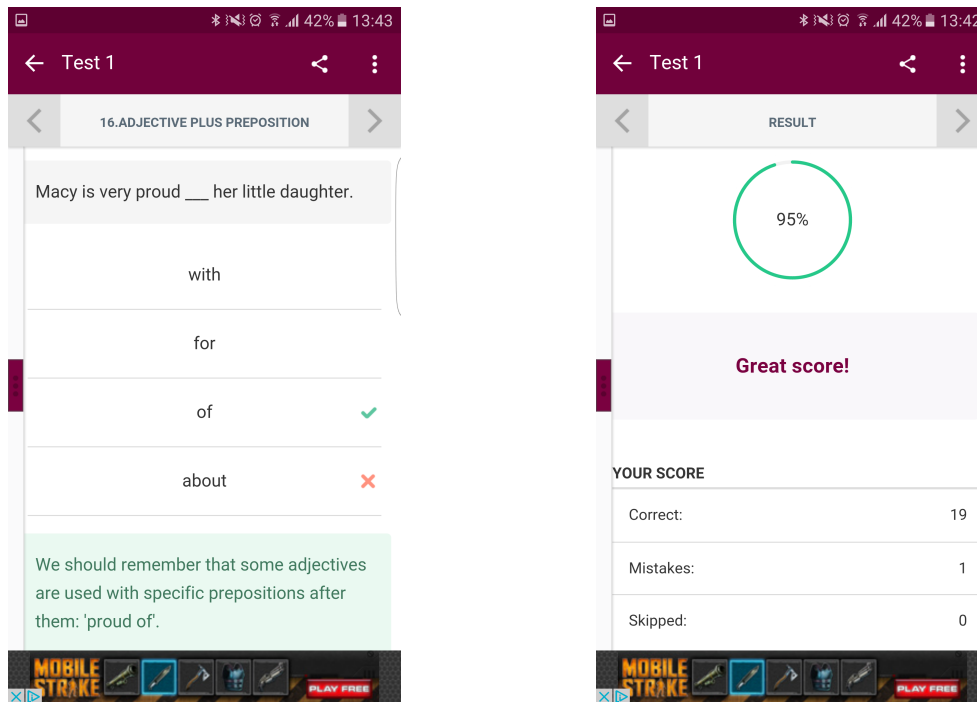 42% 13:43
Test 1
16.ADJECTIVE PLUS PREPOSITION
Macy is very proud ___ her little daughter.
with
for
of
about
We should remember that some adjectives
are used with specific prepositions after
them: 'proud of'.
MOBILE
STRIKE
PLAY FREE
42% 13:42
Test 1
RESULT
95%
Great score!
YOUR SCORE
Correct: 19
Mistakes: 1
Skipped: 0
MOBILE
STRIKE
PLAY FREE